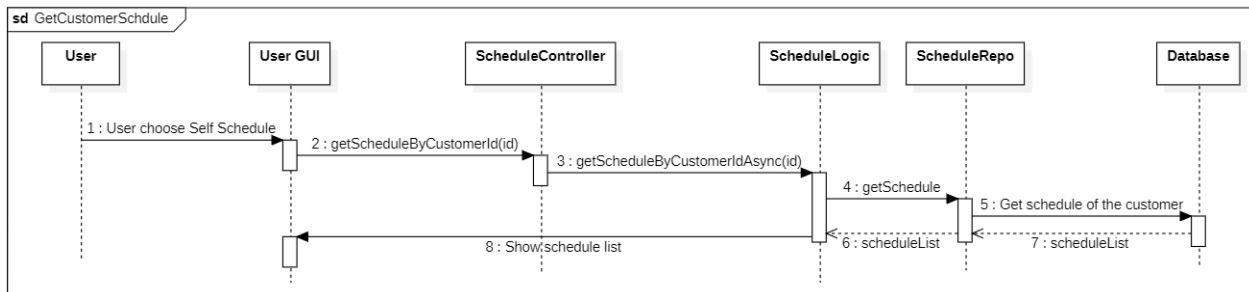 sd GetCustomerSchdule
User
User GUI
ScheduleController
ScheduleLogic
ScheduleRepo
Database
1 : User choose Self Schedule
2 : getScheduleByCustomerId(id)
3 : getScheduleByCustomerIdAsync(id)
4 : getSchedule
5 : Get schedule of the customer
8 : Show schedule list
6 : scheduleList
7 : scheduleList